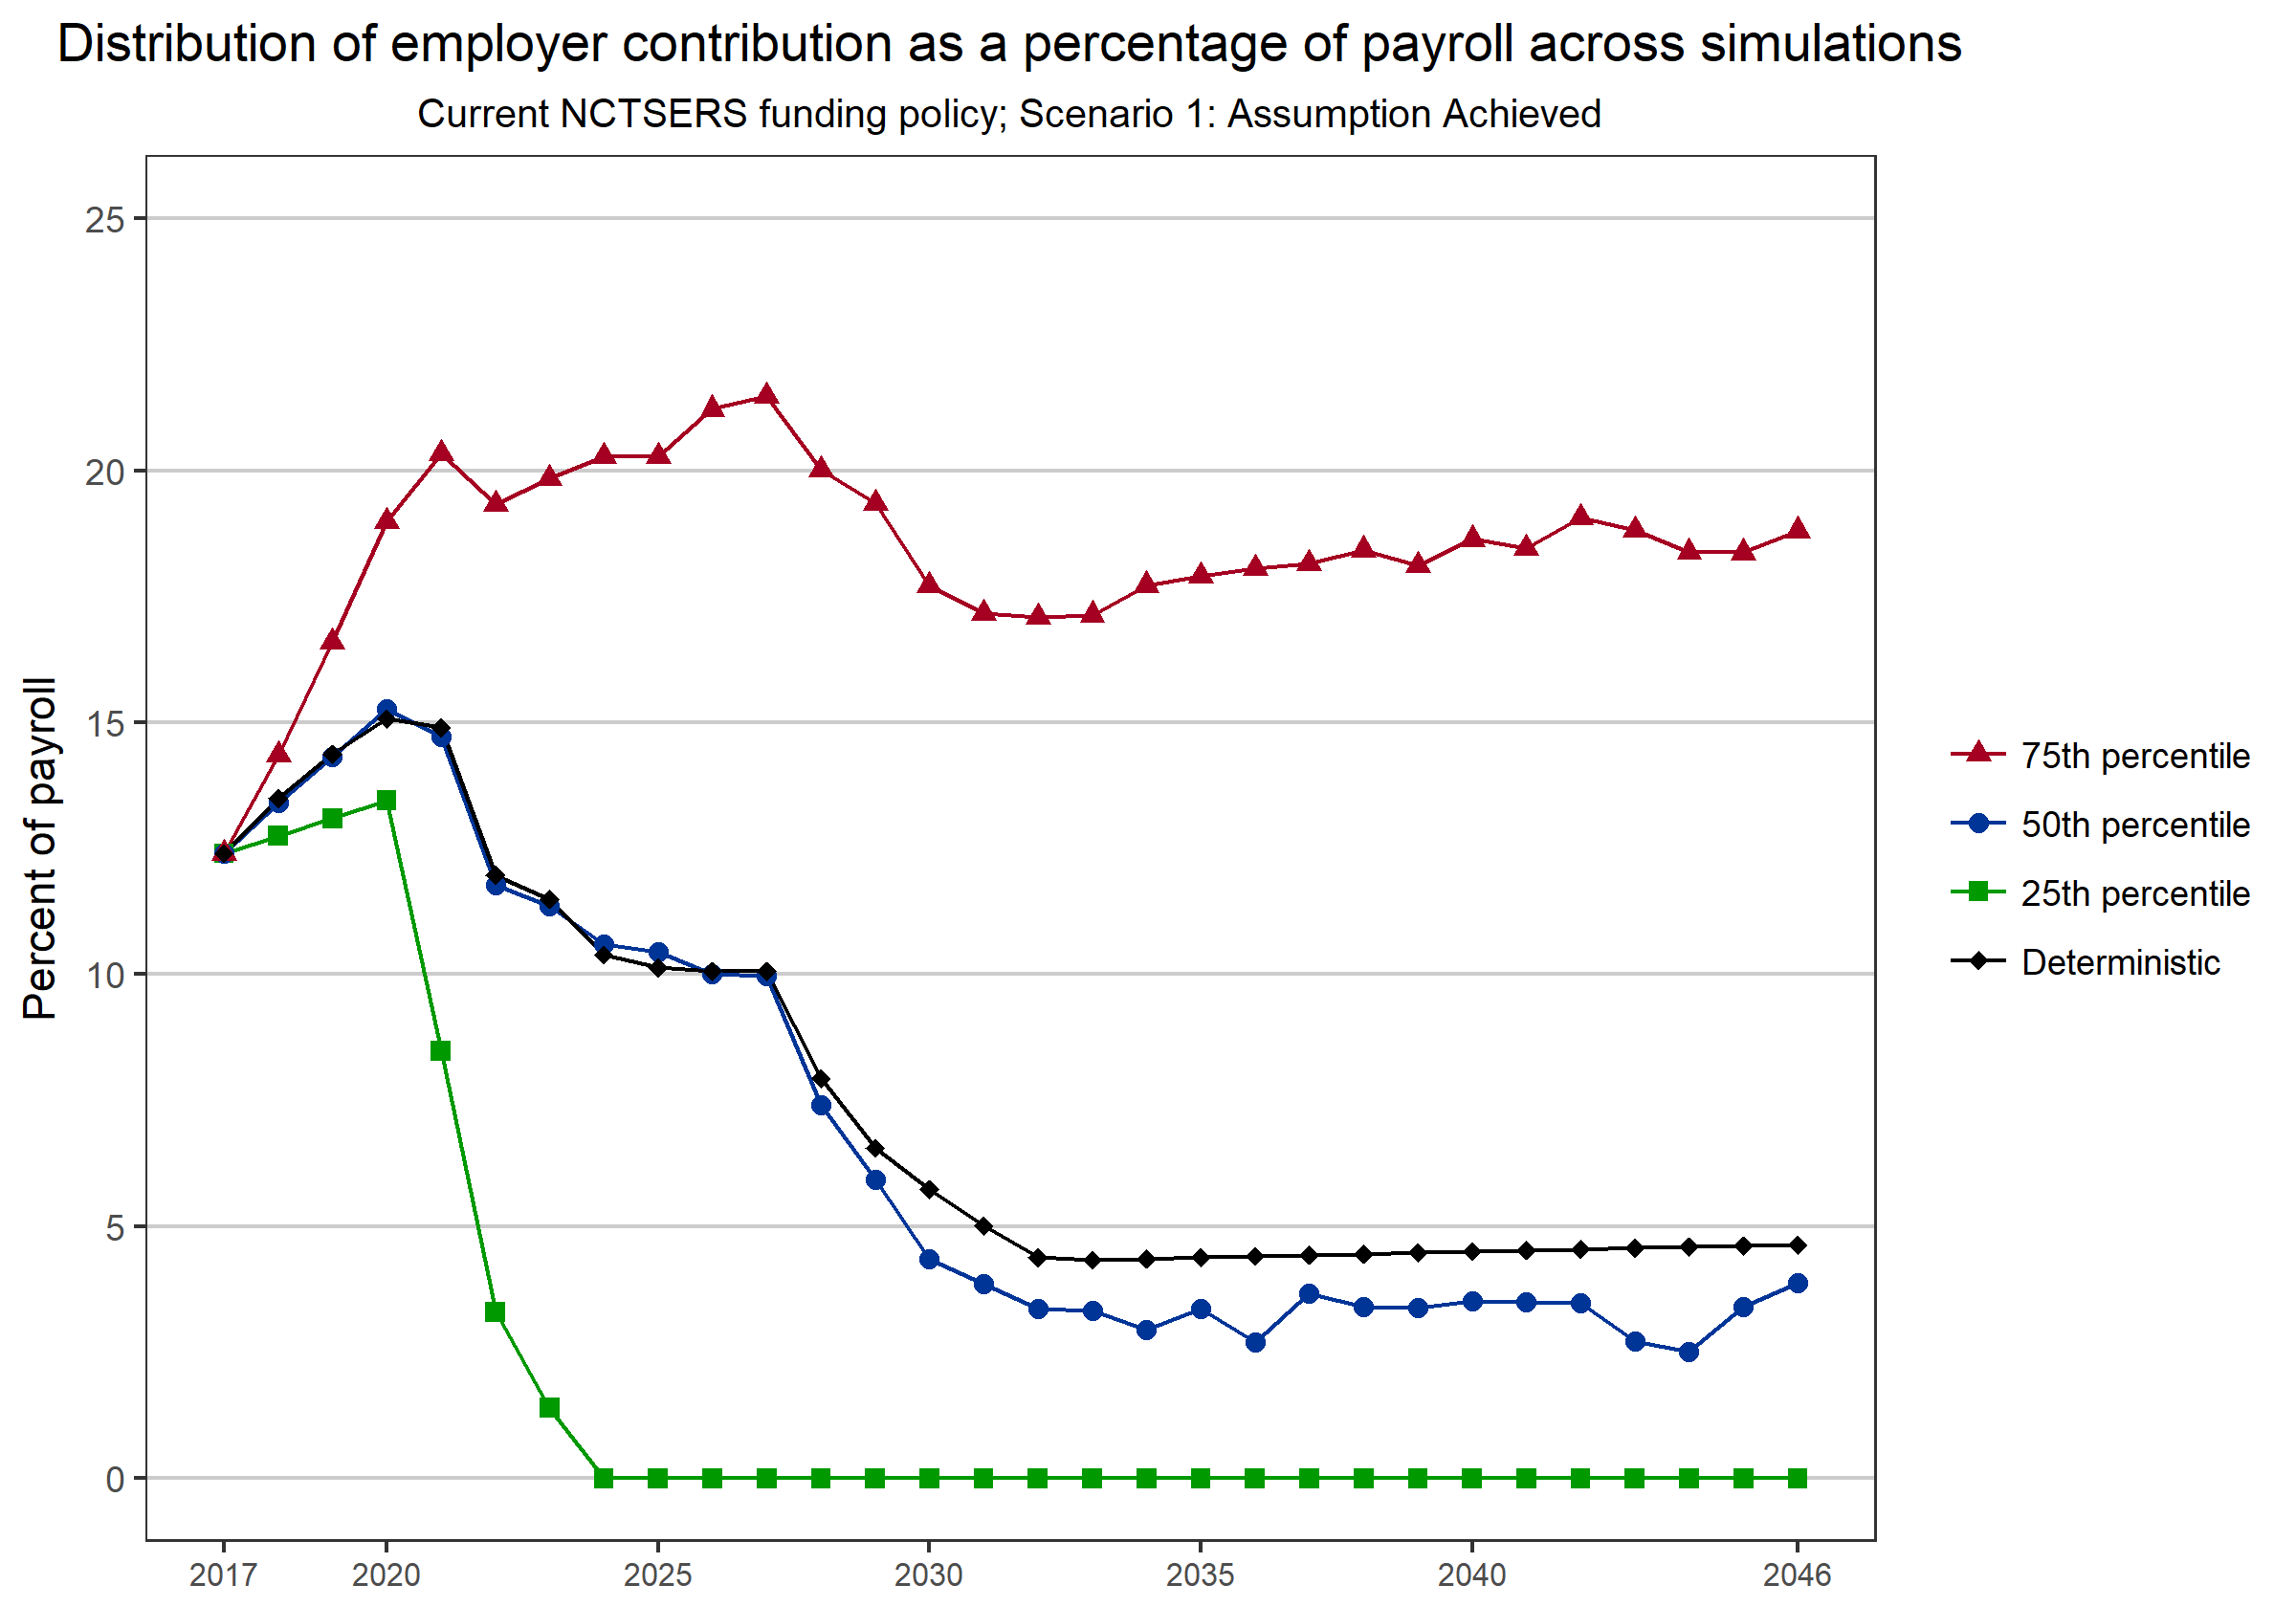 Distribution of employer contribution as a percentage of payroll across simulations
Current NCTSERS funding policy; Scenario 1: Assumption Achieved
Percent of payroll
25
20
15
10
5
0
2017 2020 2025 2030 2035 2040 2046
75th percentile
50th percentile
25th percentile
Deterministic